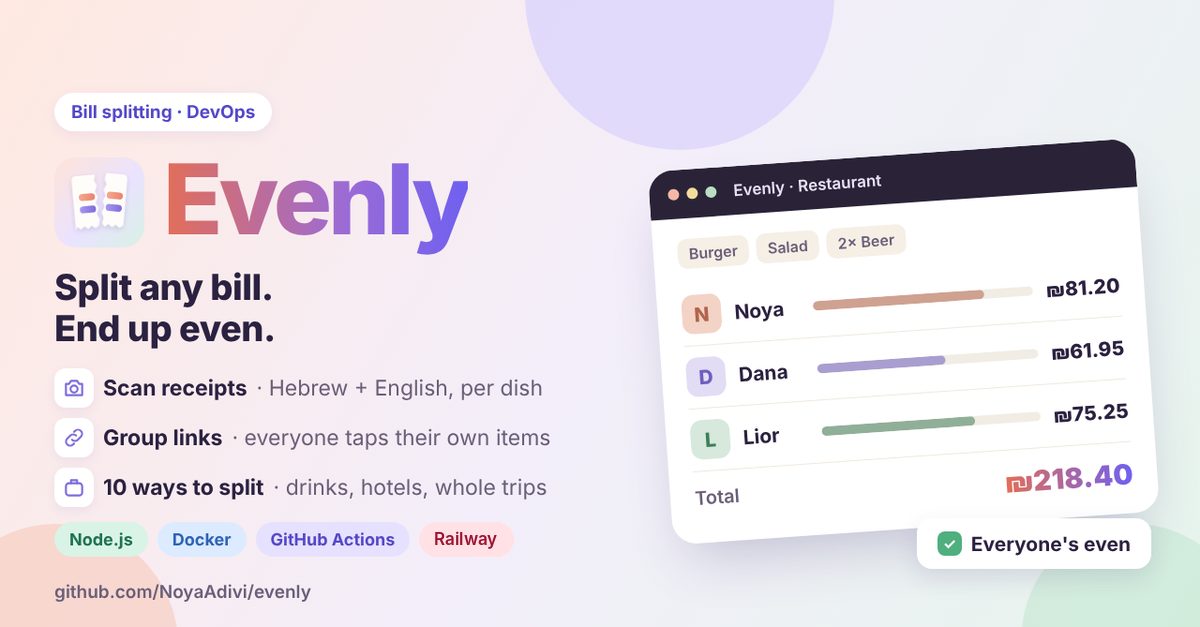 Bill splitting · DevOps
Evenly
Split any bill.
End up even.
Scan receipts · Hebrew + English, per dish
Group links · everyone taps their own items
10 ways to split · drinks, hotels, whole trips
Node.js Docker GitHub Actions Railway
github.com/NoyaAdivi/evenly
Evenly · Restaurant
Burger Salad 2× Beer
N Noya ₪81.20
D Dana ₪61.95
L Lior ₪75.25
Total ₪218.40
Everyone's even